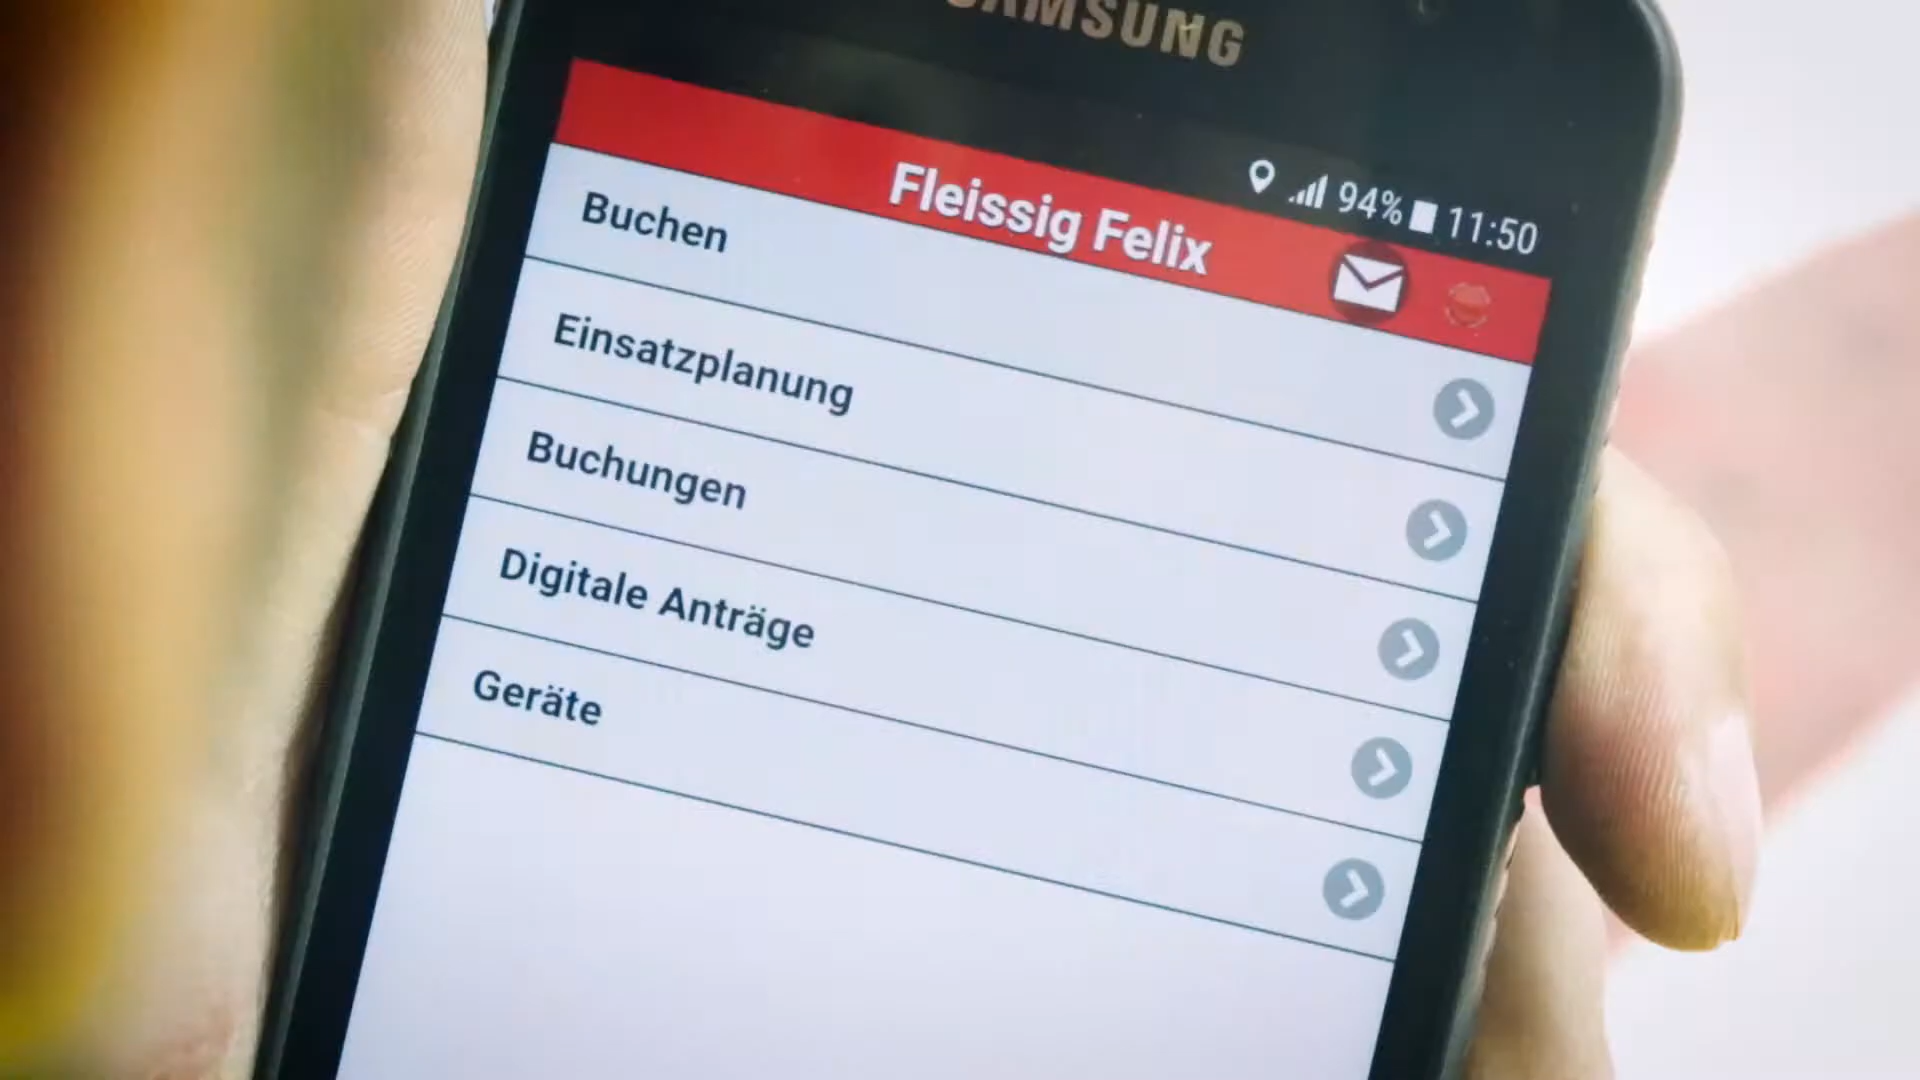 SAMSUNG
94% 11:50
Fleissig Felix
Buchen
Einsatzplanung
Buchungen
Digitale Anträge
Geräte